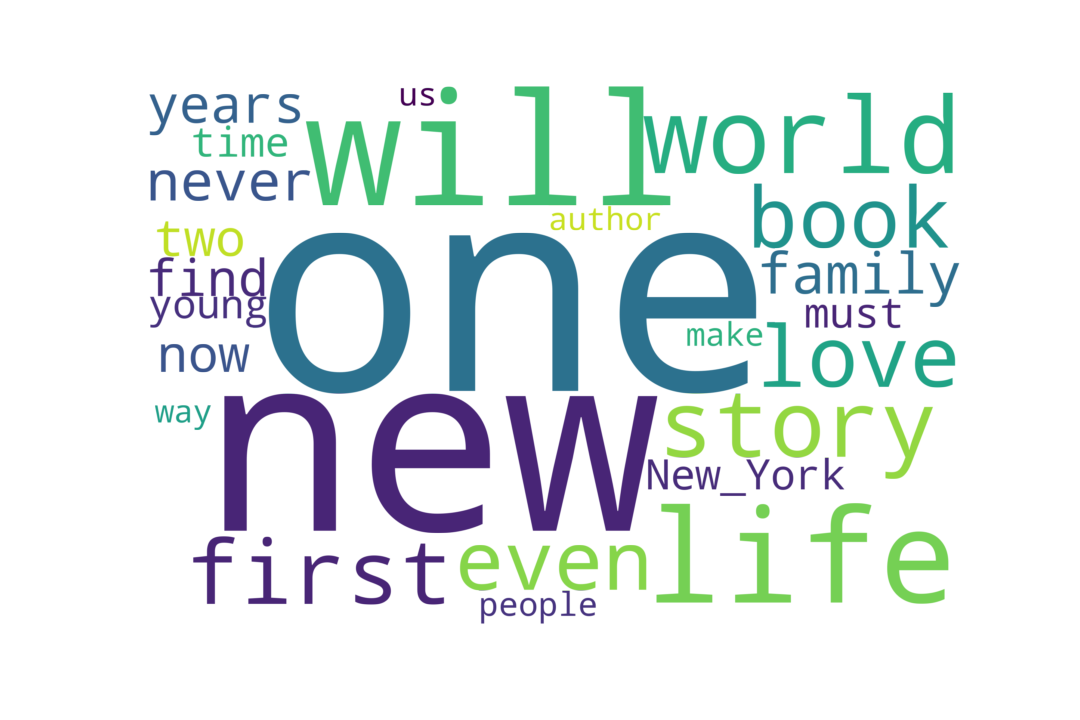 us
years
will
world
time
never
book
author
two
one
family
find
young
must
make
now
love
new
way
story
New_York
life
first
even
people